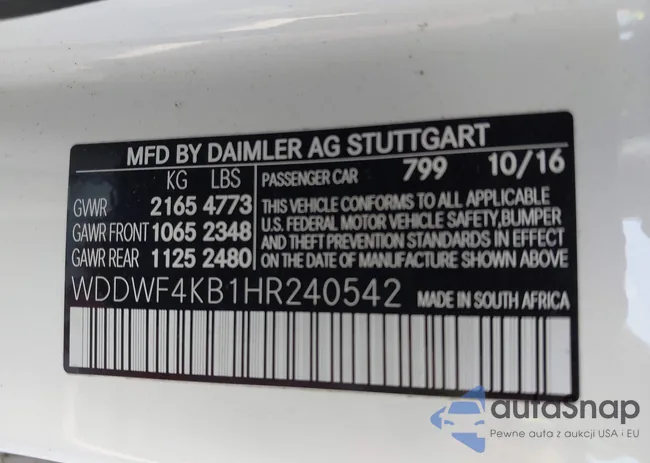 MFD BY DAIMLER AG STUTTGART
KG LBS
GVWR 2165 4773
GAWR FRONT 1065 2348
GAWR REAR 1125 2480
PASSENGER CAR 799 10/16
THIS VEHICLE CONFORMS TO ALL APPLICABLE
U.S. FEDERAL MOTOR VEHICLE SAFETY, BUMPER
AND THEFT PREVENTION STANDARDS IN EFFECT
ON THE DATE OF MANUFACTURE SHOWN ABOVE.
WDDWF4KB1HR240542 MADE IN SOUTH AFRICA
autosnap
Pewne auta z aukcji USA i EU